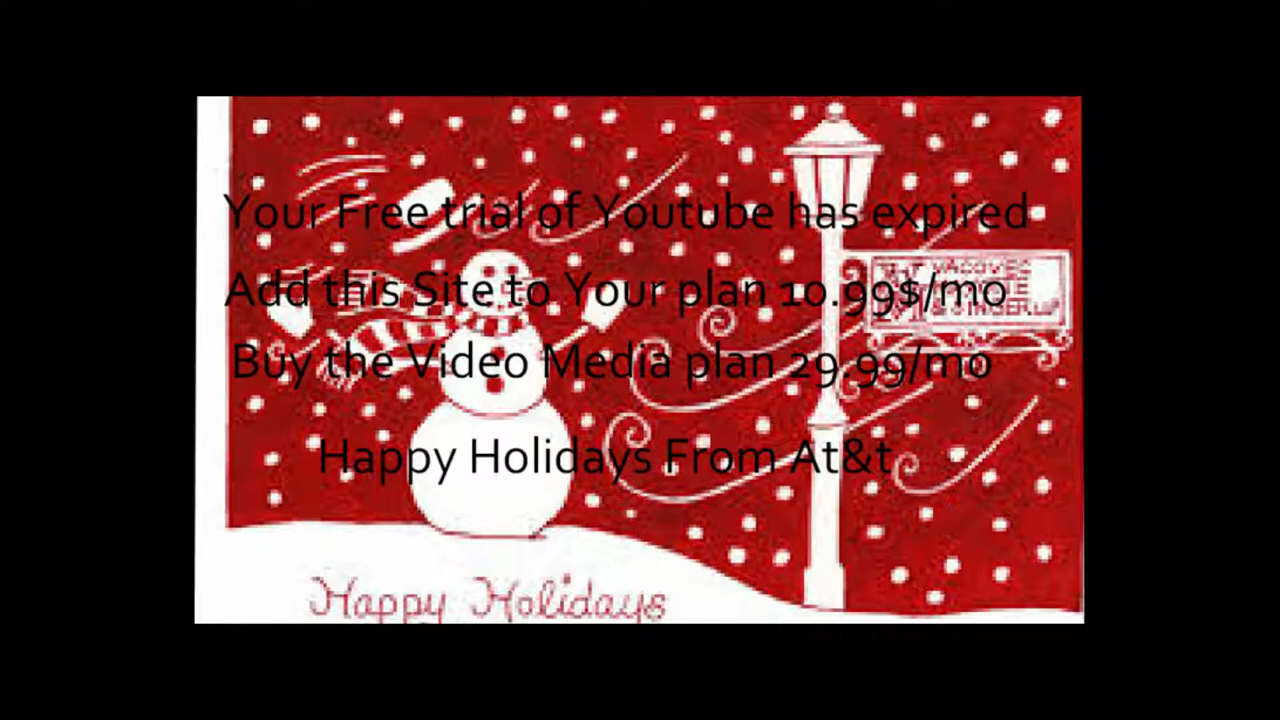 Your Free trial of Youtube has expired
Add this Site to Your plan 10.99$/mo
Buy the Video Media plan 29.99/mo
Happy Holidays From At&t
Happy Holidays